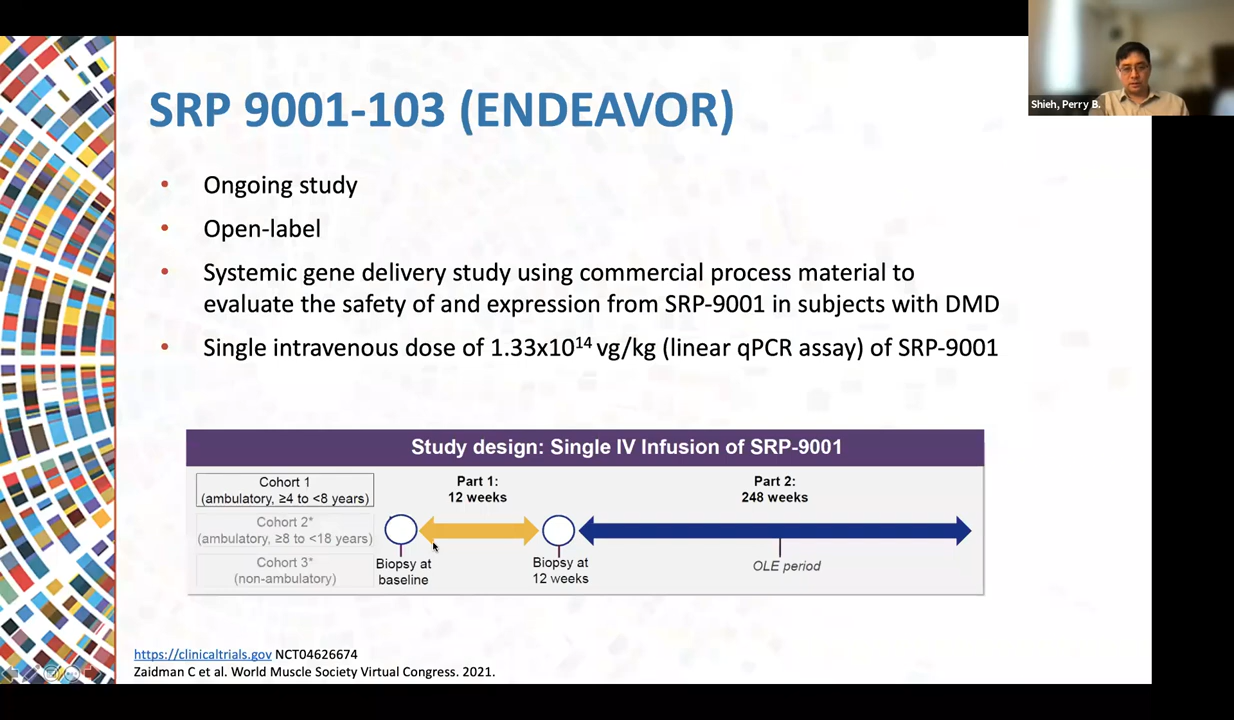 SRP 9001-103 (ENDEAVOR)
• Ongoing study
• Open-label
• Systemic gene delivery study using commercial process material to
evaluate the safety of and expression from SRP-9001 in subjects with DMD
• Single intravenous dose of 1.33x10¹⁴ vg/kg (linear qPCR assay) of SRP-9001
Study design: Single IV Infusion of SRP-9001
Cohort 1
(ambulatory, ≥4 to <8 years)
Cohort 2*
(ambulatory, ≥8 to <18 years)
Cohort 3*
(non-ambulatory)
Part 1:
12 weeks
Part 2:
248 weeks
Biopsy at
baseline
Biopsy at
12 weeks
OLE period
https://clinicaltrials.gov NCT04626674
Zaidman C et al. World Muscle Society Virtual Congress. 2021.
Shieh, Perry B.